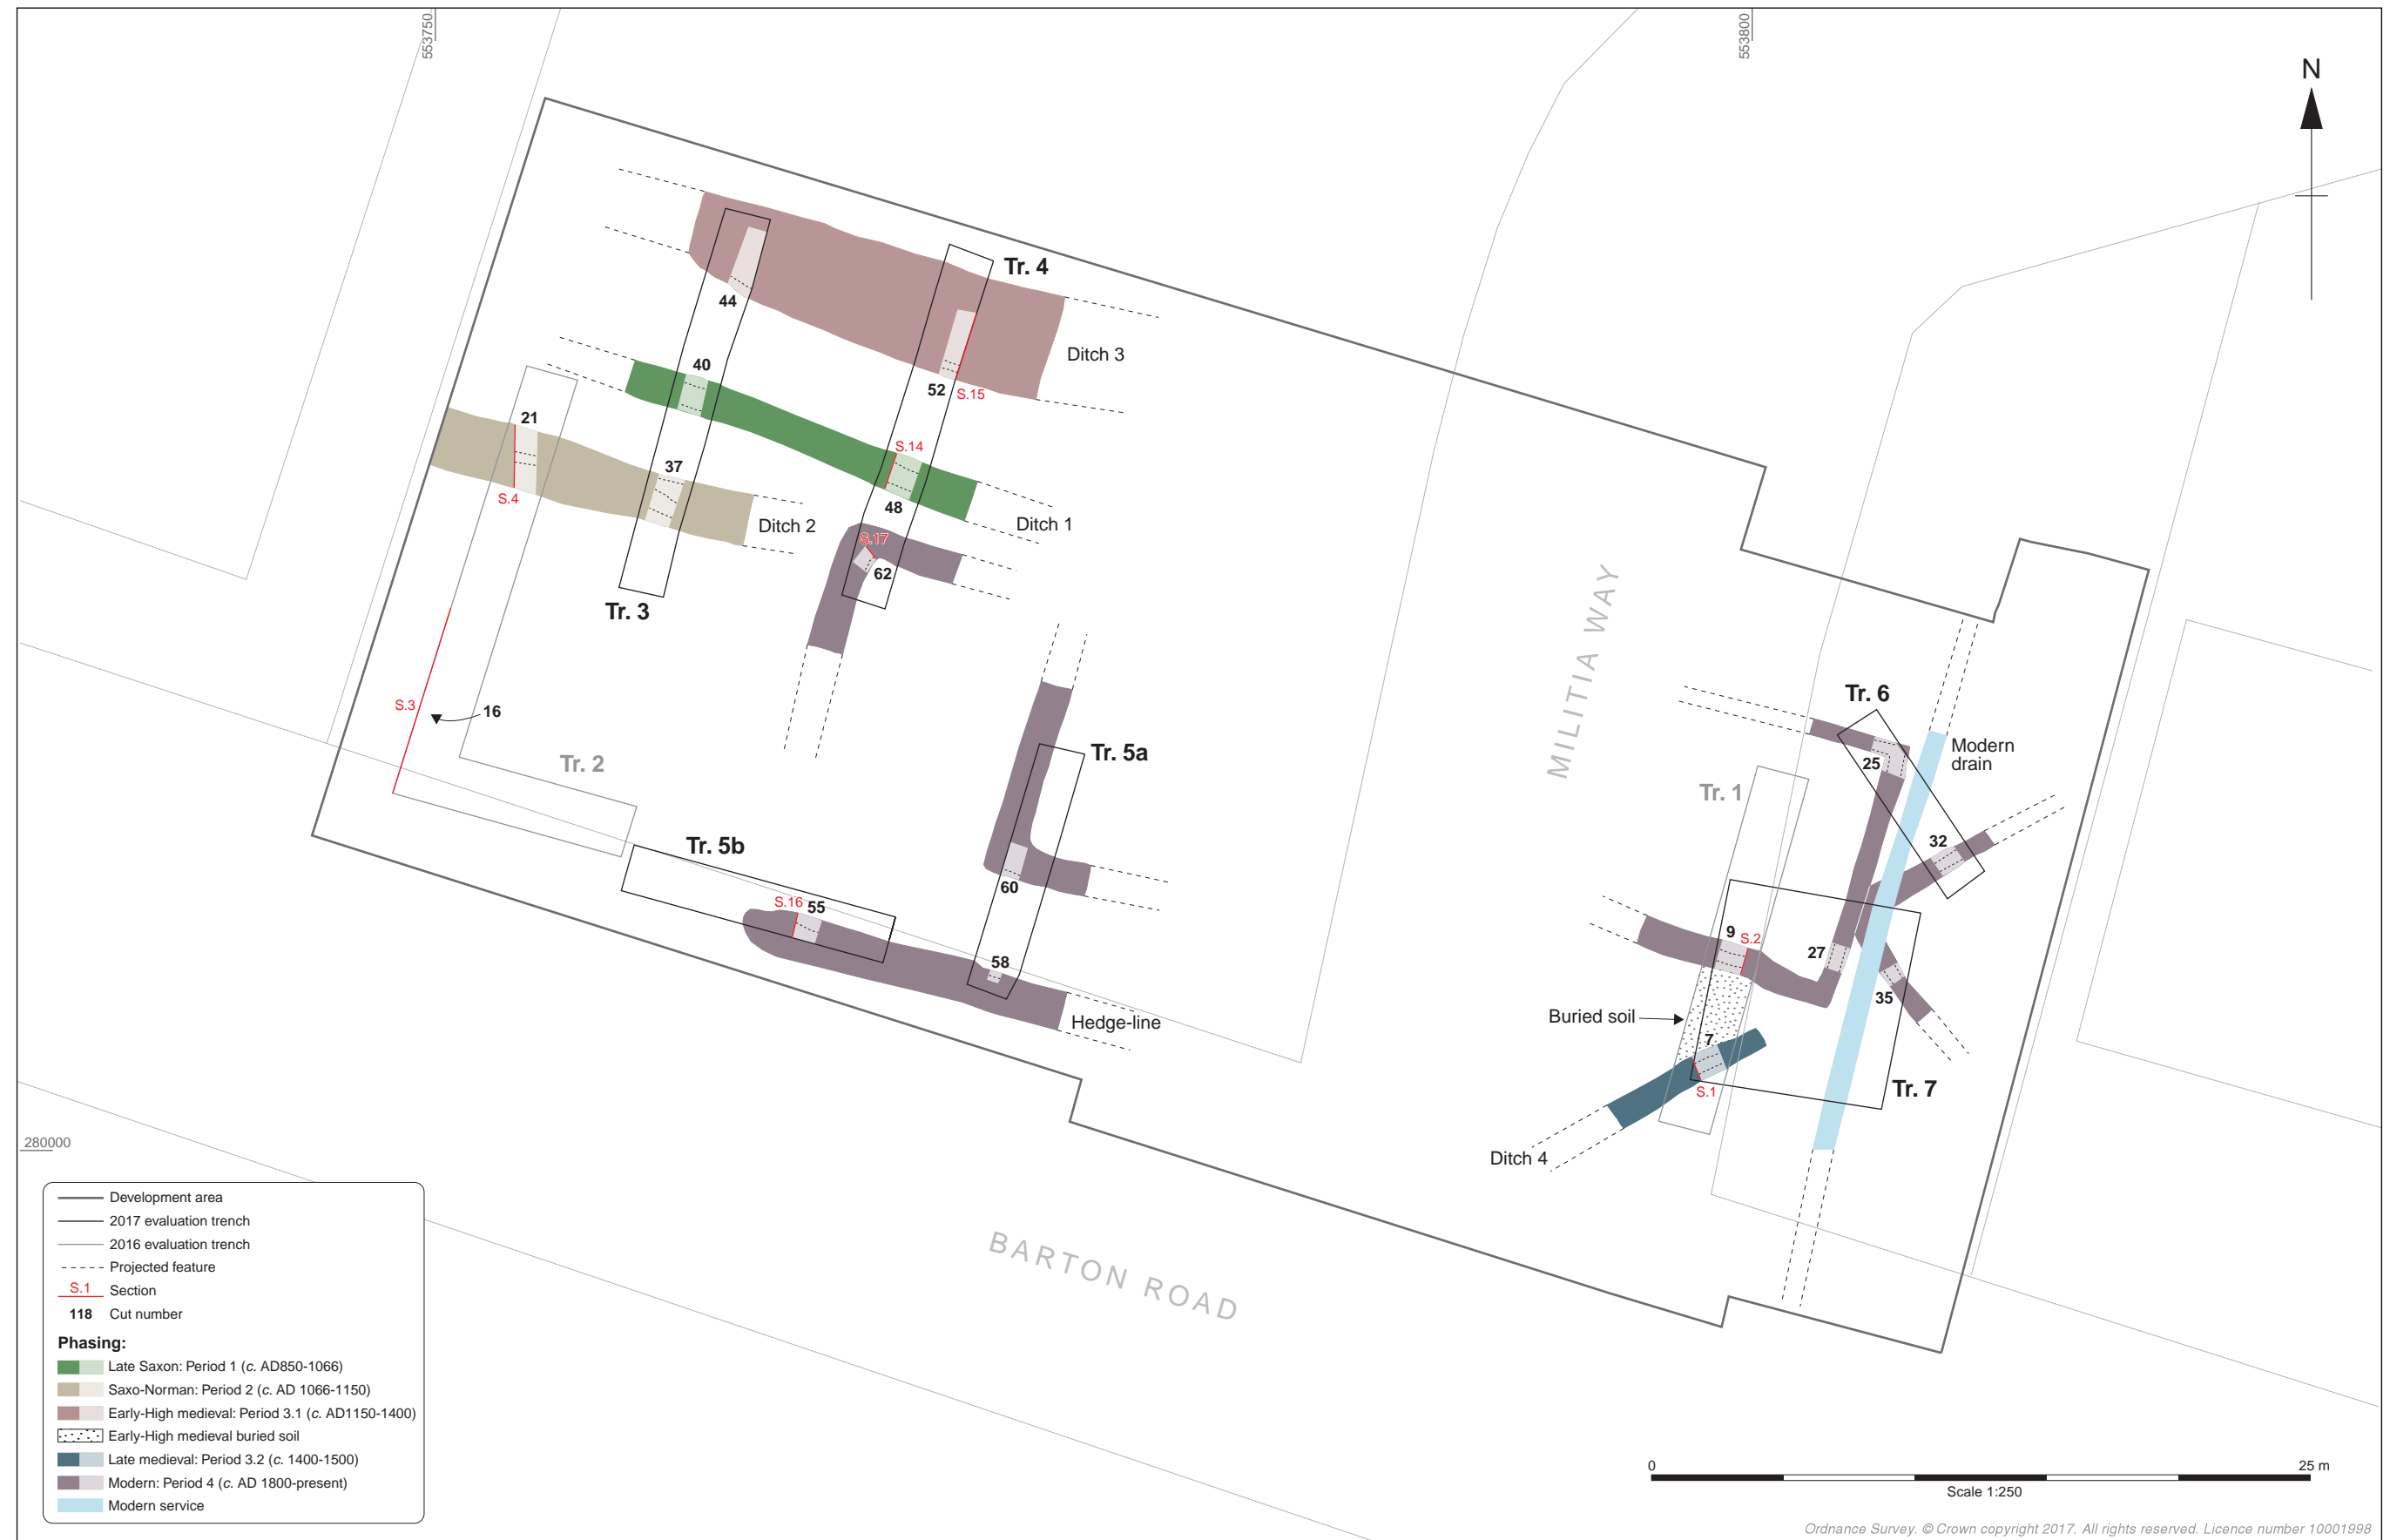 553750
553800
N
Tr. 4
44
Ditch 3
40
52
S.15
21
S.14
37
S.4
48
Ditch 2
Ditch 1
S.17
62
Tr. 3
MILITIA WAY
Tr. 6
S.3
16
Tr. 5a
Modern
drain
Tr. 2
25
Tr. 1
Tr. 5b
32
60
S.16
55
9
S.2
27
58
35
Hedge-line
Buried soil
7
S.1
Tr. 7
280000
Ditch 4
BARTON ROAD
Development area
2017 evaluation trench
2016 evaluation trench
Projected feature
S.1 Section
118 Cut number
Phasing:
Late Saxon: Period 1 (c. AD850-1066)
Saxo-Norman: Period 2 (c. AD 1066-1150)
Early-High medieval: Period 3.1 (c. AD1150-1400)
Early-High medieval buried soil
Late medieval: Period 3.2 (c. 1400-1500)
Modern: Period 4 (c. AD 1800-present)
Modern service
0 25 m
Scale 1:250
Ordnance Survey. © Crown copyright 2017. All rights reserved. Licence number 10001998